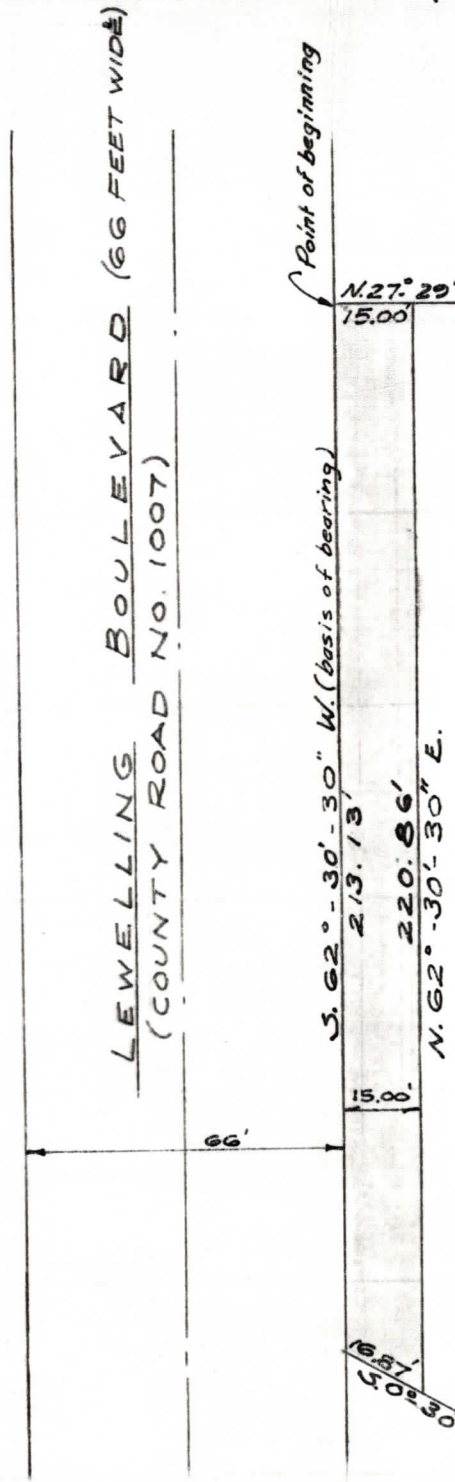 LEWELLING BOULEVARD (66 FEET WIDE)
(COUNTY ROAD NO. 1007)
66'
Point of beginning
N.27.° 29'
15.00'
S. 62° - 30' - 30" W. (basis of bearing)
213.13'
15.00.
220.86'
N. 62° - 30' - 30" E.
16.87'
S. 0°